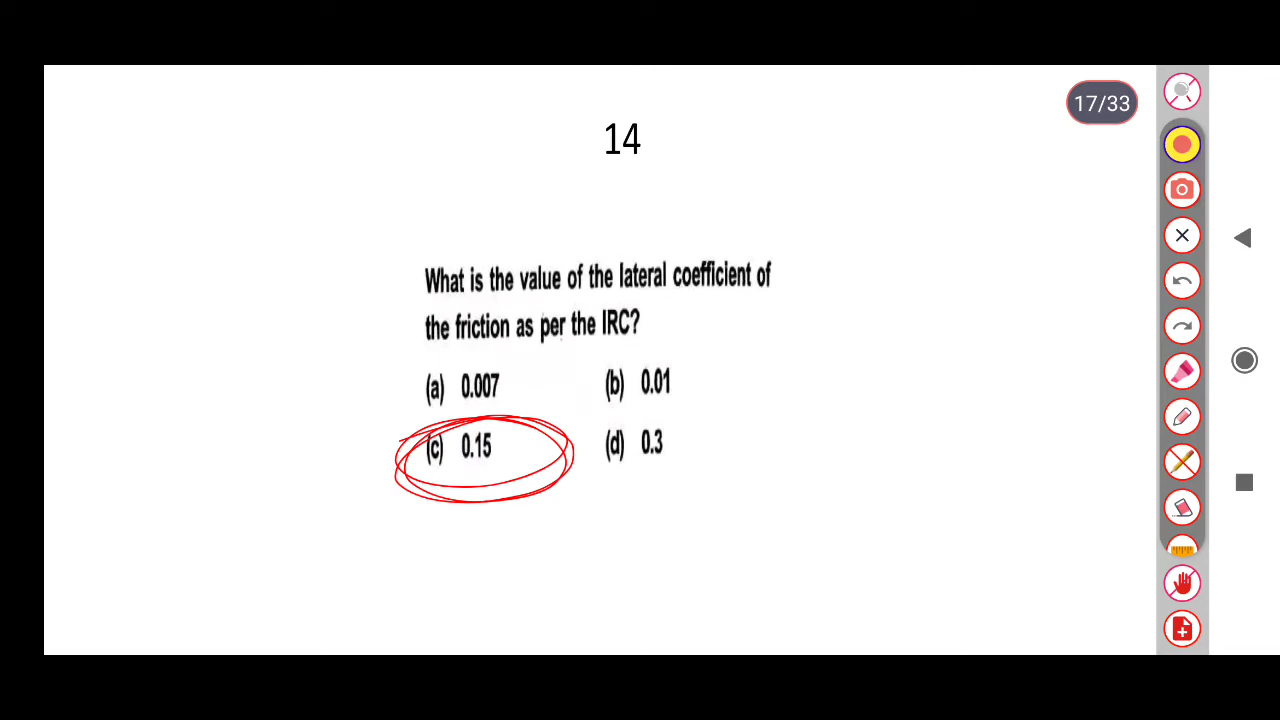 17/33
14
What is the value of the lateral coefficient of
the friction as per the IRC?
(a) 0.007 (b) 0.01
(c) 0.15 (d) 0.3